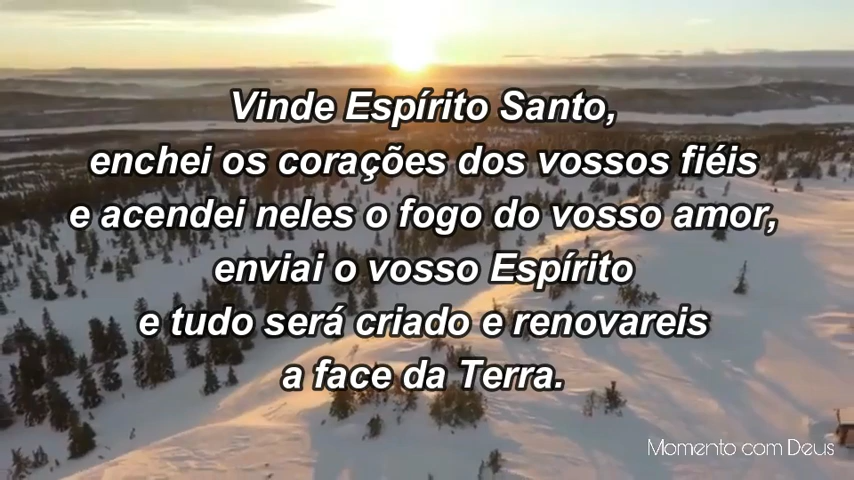 Vinde Espírito Santo,
enchei os corações dos vossos fiéis
e acendei neles o fogo do vosso amor,
enviai o vosso Espírito
e tudo será criado e renovareis
a face da Terra.
Momento com Deus